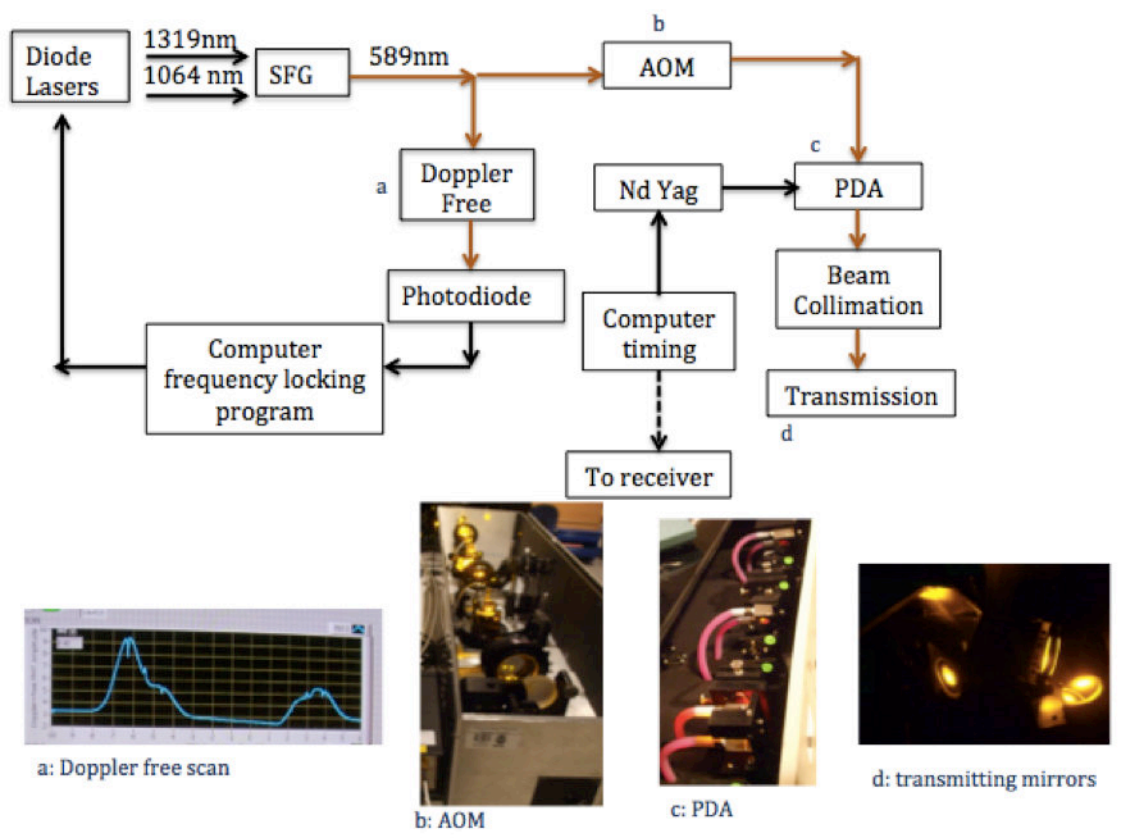 b
Diode
Lasers
1319nm
1064 nm
SFG
589nm
AOM
c
a
Doppler
Free
Nd Yag
PDA
Photodiode
Computer
timing
Beam
Collimation
Computer
frequency locking
program
Transmission
d
To receiver
a: Doppler free scan
b: AOM
c: PDA
d: transmitting mirrors